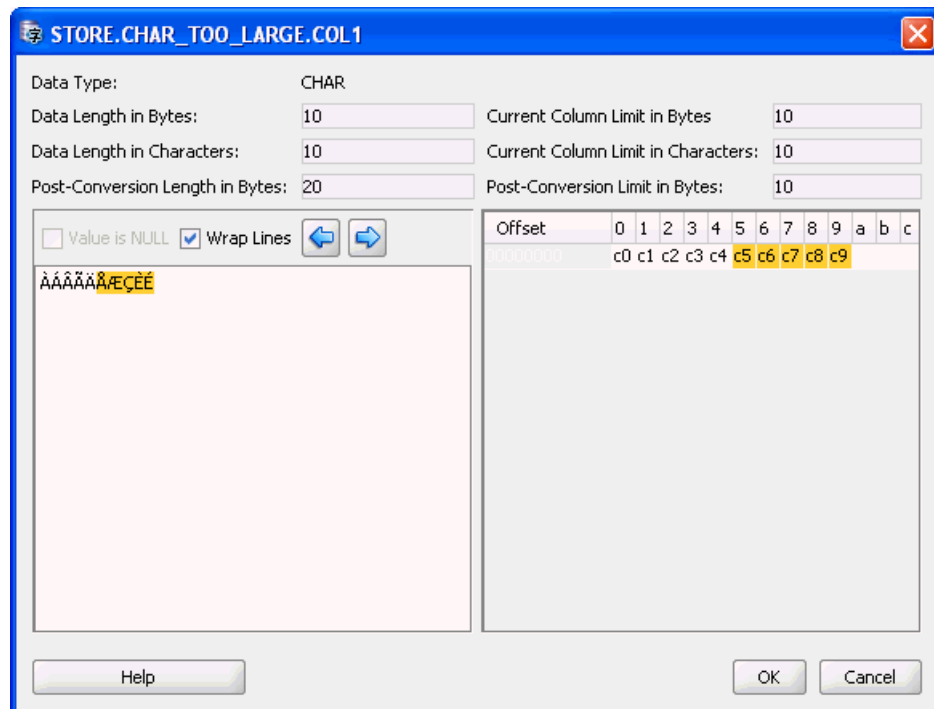 STORE.CHAR_TOO_LARGE.COL1
Data Type: CHAR
Data Length in Bytes: 10 Current Column Limit in Bytes 10
Data Length in Characters: 10 Current Column Limit in Characters: 10
Post-Conversion Length in Bytes: 20 Post-Conversion Limit in Bytes: 10
Value is NULL Wrap Lines
ÀÁÂÃÄÅÆÇÈÉ
Offset 0 1 2 3 4 5 6 7 8 9 a b c
00000000 c0 c1 c2 c3 c4 c5 c6 c7 c8 c9
Help OK Cancel